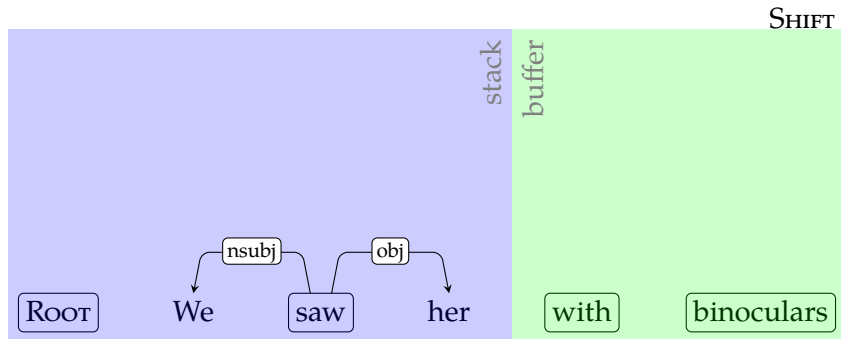 Shift
stack
buffer
nsubj obj
Root We saw her with binoculars